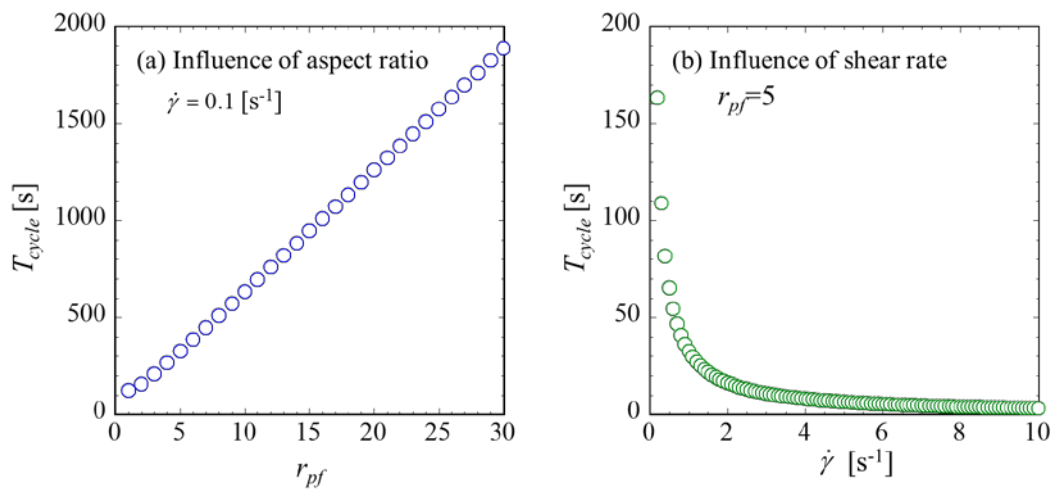 (a) Influence of aspect ratio
γ̇ = 0.1 [s⁻¹]
2000
1500
1000
500
0
T_cycle [s]
0 5 10 15 20 25 30
r_pf
(b) Influence of shear rate
r_pf=5
200
150
100
50
0
T_cycle [s]
0 2 4 6 8 10
γ̇ [s⁻¹]